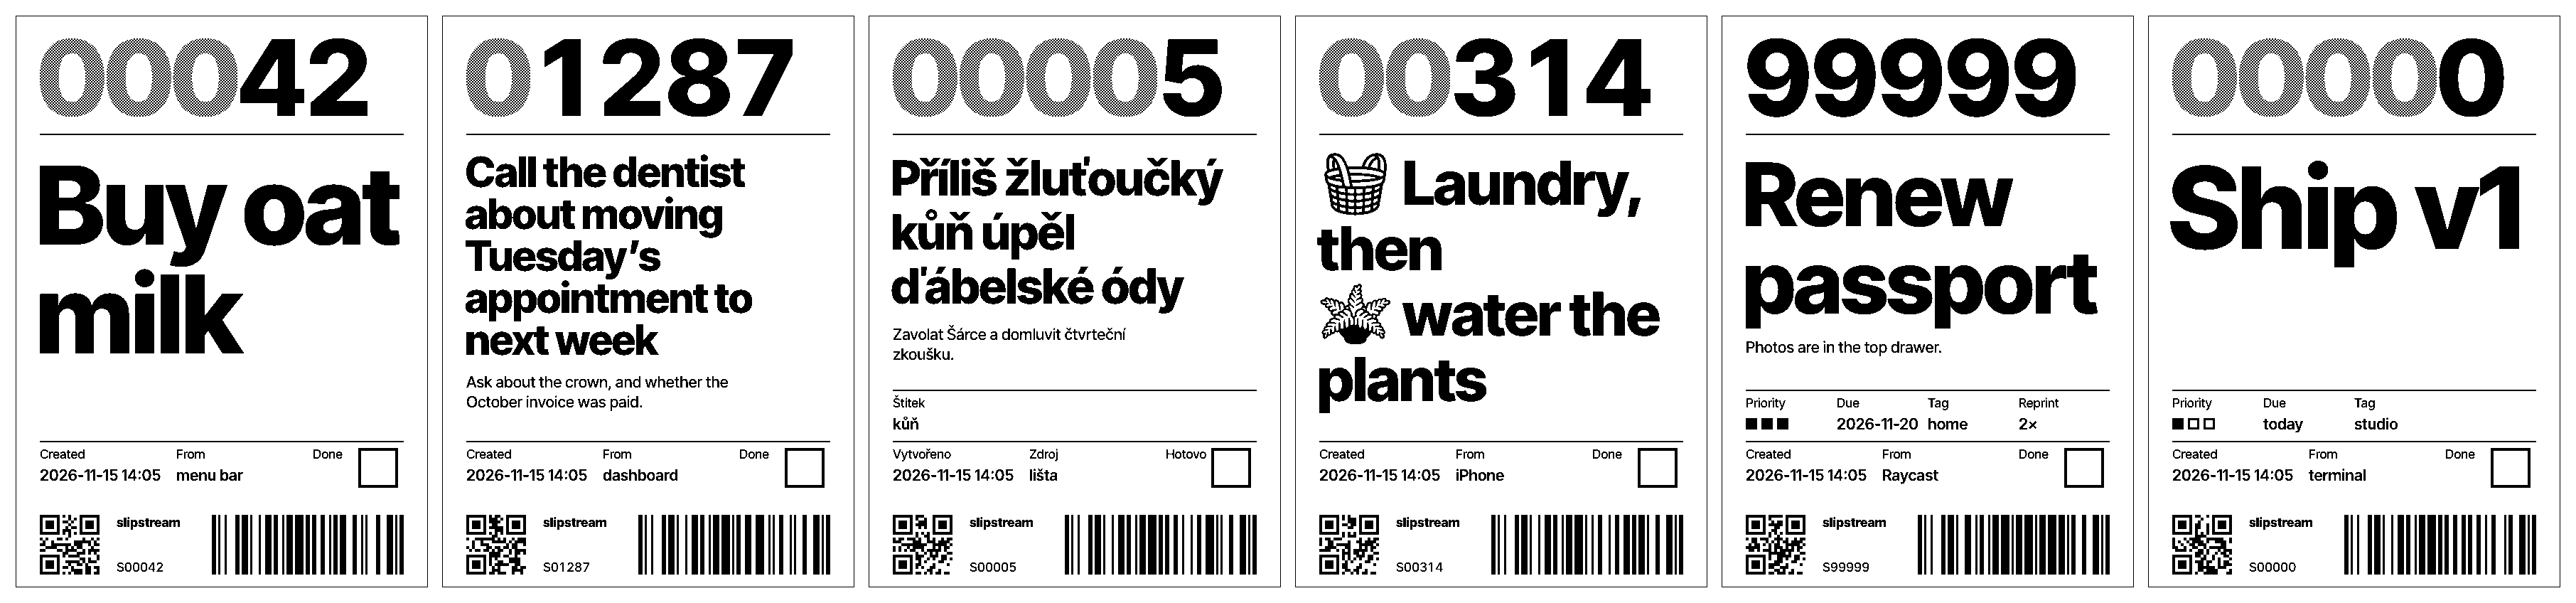 00042
Buy oat
milk
Created From Done
2026-11-15 14:05 menu bar
slipstream
S00042
01287
Call the dentist
about moving
Tuesday’s
appointment to
next week
Ask about the crown, and whether the
October invoice was paid.
Created From Done
2026-11-15 14:05 dashboard
slipstream
S01287
00005
Příliš žluťoučký
kůň úpěl
ďábelské ódy
Zavolat Šárce a domluvit čtvrteční
zkoušku.
Štítek
kůň
Vytvořeno Zdroj Hotovo
2026-11-15 14:05 lišta
slipstream
S00005
00314
🧺 Laundry,
then
🪴 water the
plants
Created From Done
2026-11-15 14:05 iPhone
slipstream
S00314
99999
Renew
passport
Photos are in the top drawer.
Priority Due Tag Reprint
2026-11-20 home 2×
Created From Done
2026-11-15 14:05 Raycast
slipstream
S99999
00000
Ship v1
Priority Due Tag
today studio
Created From Done
2026-11-15 14:05 terminal
slipstream
S00000